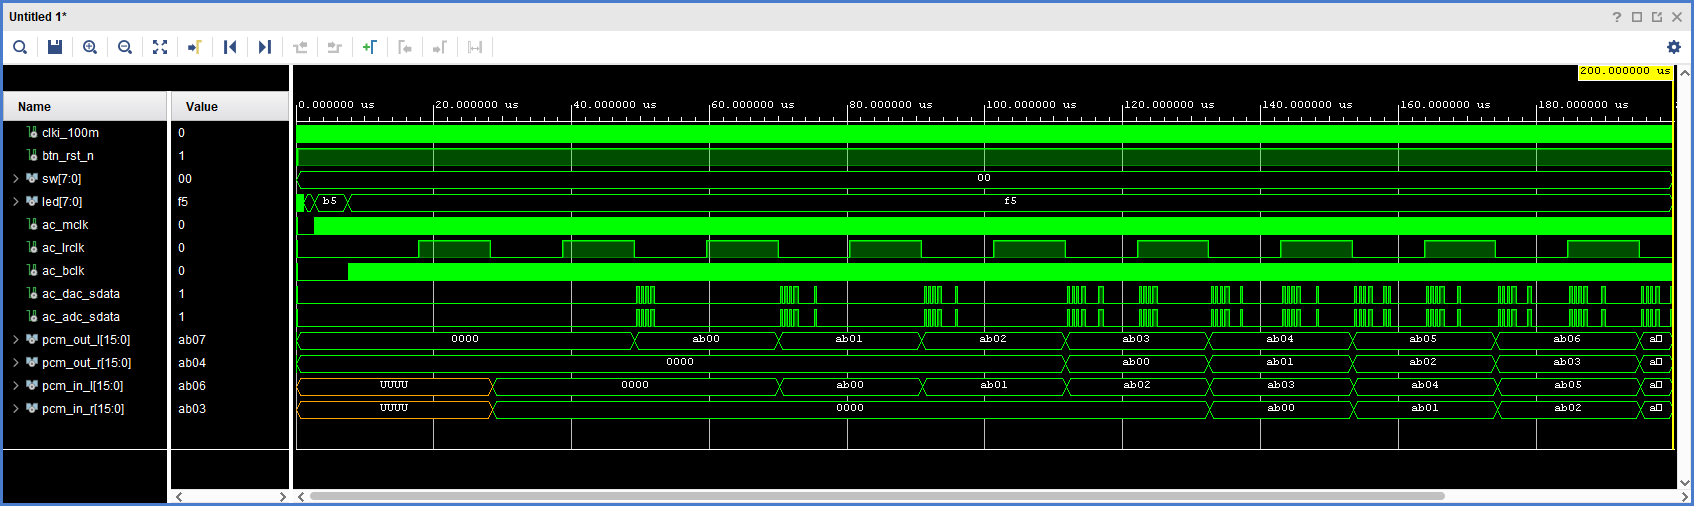 Untitled 1*
200.000000 us
Name Value
0.000000 us 20.000000 us 40.000000 us 60.000000 us 80.000000 us 100.000000 us 120.000000 us 140.000000 us 160.000000 us 180.000000 us
clki_100m 0
btn_rst_n 1
sw[7:0] 00 00
led[7:0] f5 b5 f5
ac_mclk 0
ac_lrclk 0
ac_bclk 0
ac_dac_sdata 1
ac_adc_sdata 1
pcm_out_l[15:0] ab07 0000 ab00 ab01 ab02 ab03 ab04 ab05 ab06 a
pcm_out_r[15:0] ab04 0000 ab00 ab01 ab02 ab03 a
pcm_in_l[15:0] ab06 UUUU 0000 ab00 ab01 ab02 ab03 ab04 ab05 a
pcm_in_r[15:0] ab03 UUUU 0000 ab00 ab01 ab02 a